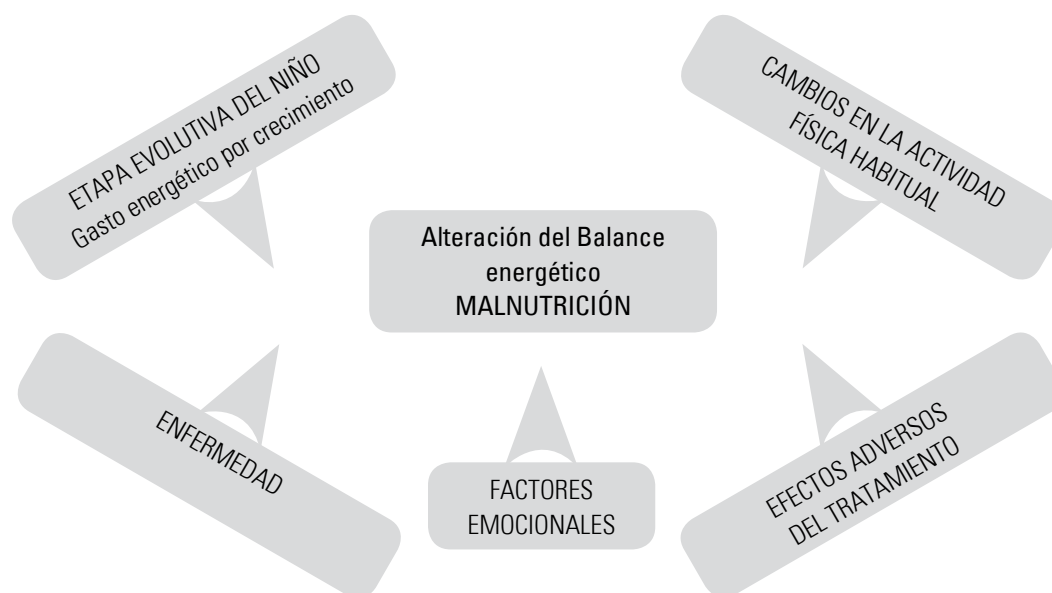 ETAPA EVOLUTIVA DEL NIÑO
Gasto energético por crecimiento
CAMBIOS EN LA ACTIVIDAD
FÍSICA HABITUAL
Alteración del Balance
energético
MALNUTRICIÓN
ENFERMEDAD
FACTORES
EMOCIONALES
EFECTOS ADVERSOS
DEL TRATAMIENTO